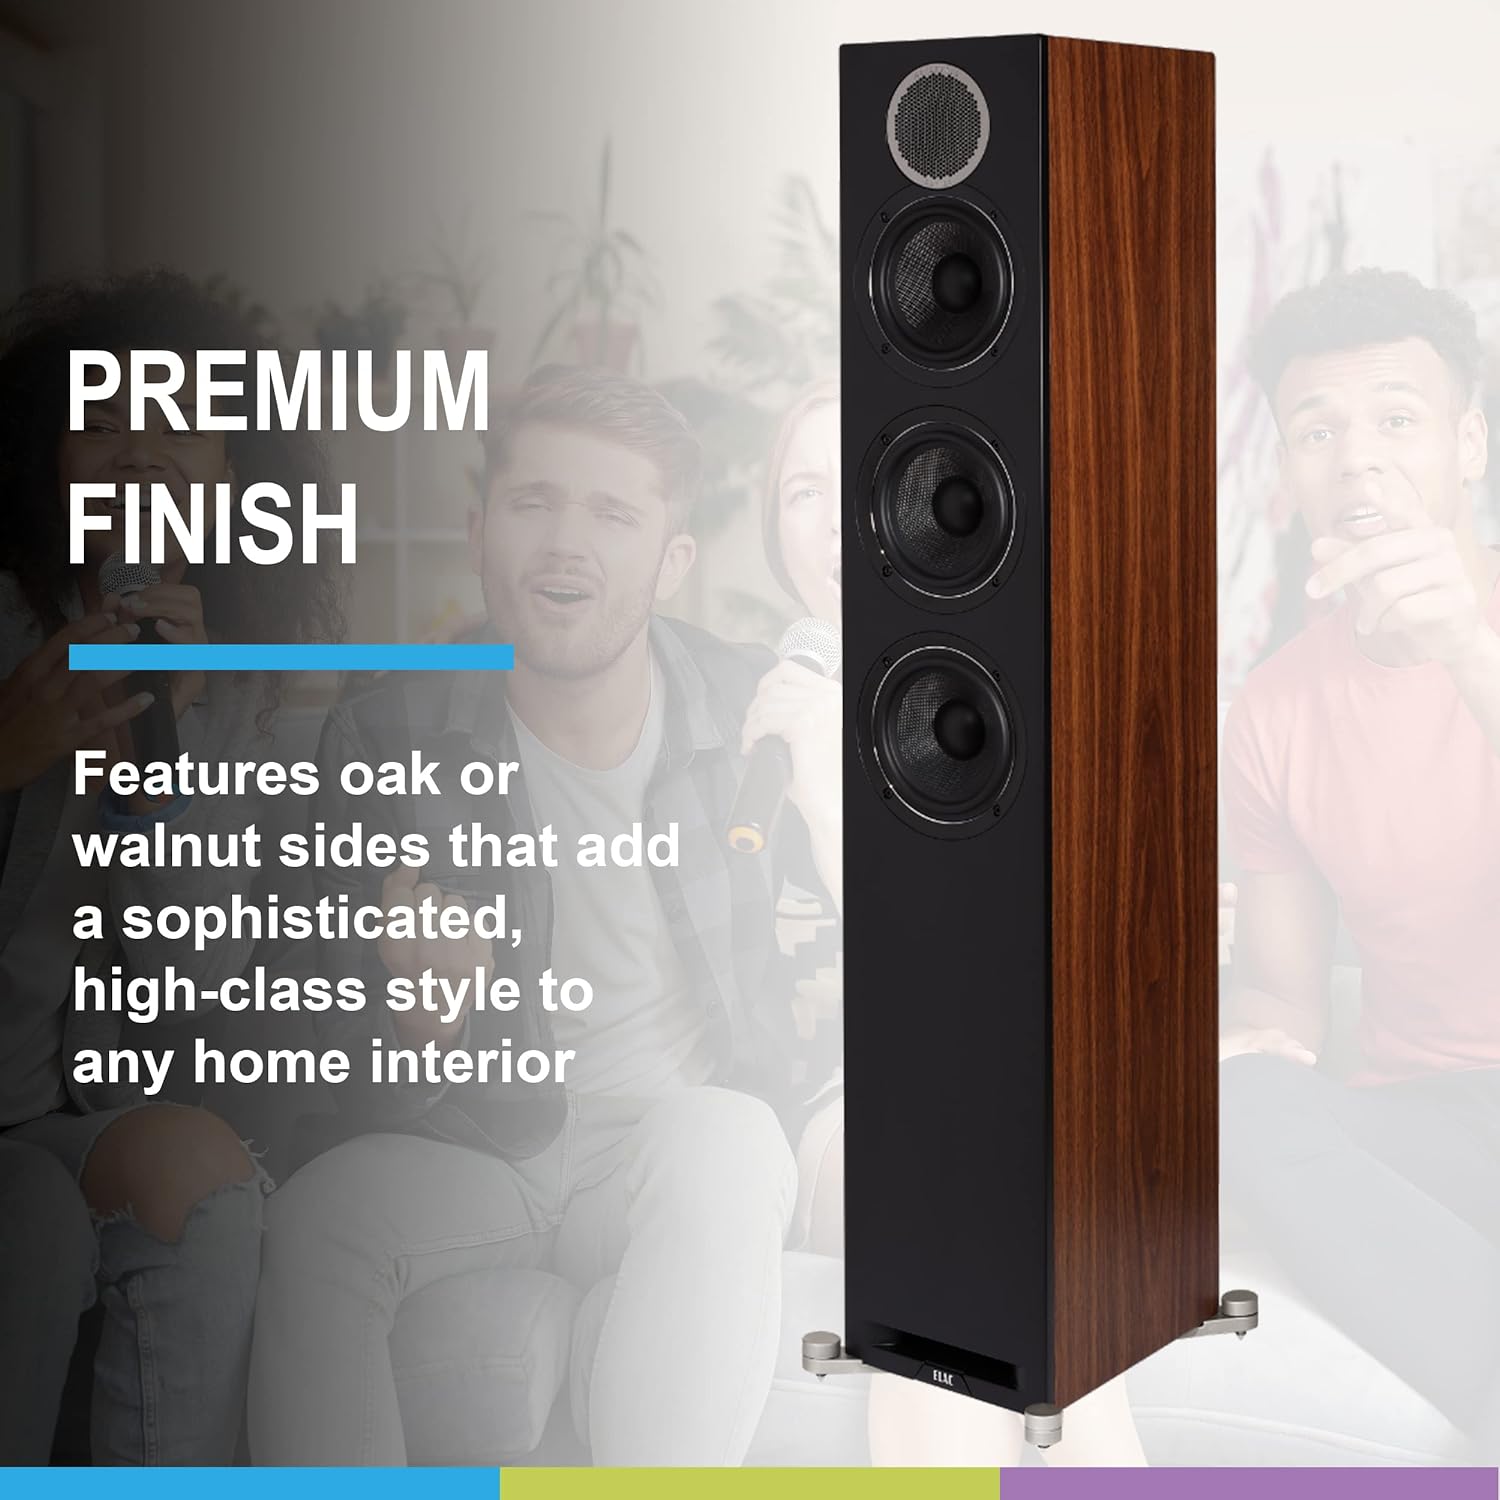 PREMIUM
FINISH
Features oak or
walnut sides that add
a sophisticated,
high-class style to
any home interior
ELAC